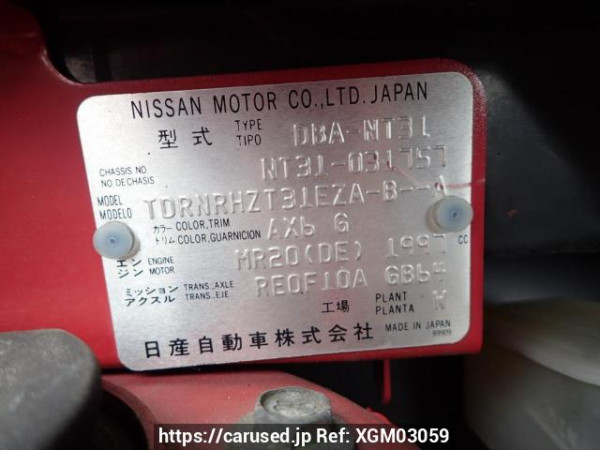 NISSAN MOTOR CO.,LTD. JAPAN
型式 TYPE TIPO DBA-NT31
CHASSIS NO NO DE CHASIS NT31-031757
MODEL MODELO TDRNRHZT31EZA-B--
カラー トリム COLOR,TRIM COLOR,GUARNICION AX6 G
エンジン ENGINE MOTOR MR20(DE) 1997 CC
ミッション アクスル TRANS.,AXLE TRANS.,EJE RE0F10A GB64
工場 PLANT PLANTA
日産自動車株式会社 MADE IN JAPAN
https://carused.jp Ref: XGM03059